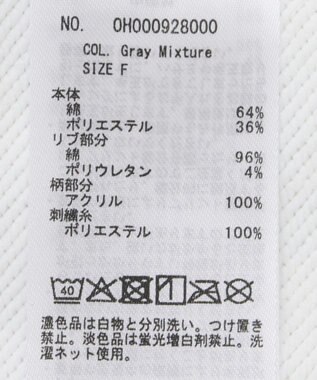 NO. 0H000928000
COL. Gray Mixture
SIZE F
本体
綿 64%
ポリエステル 36%
リブ部分
綿 96%
ポリウレタン 4%
柄部分
アクリル 100%
刺繍糸
ポリエステル 100%
40
濃色品は白物と分別洗い。つけ置き
禁止。淡色品は蛍光増白剤禁止。洗
濯ネット使用。